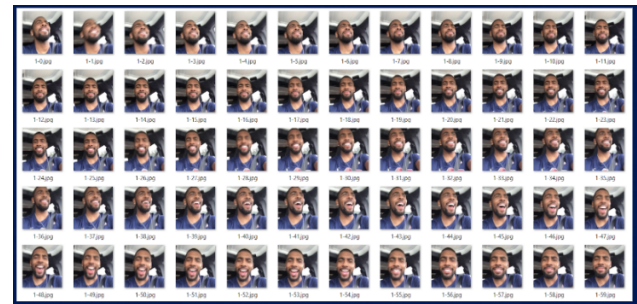 1-0.jpg 1-1.jpg 1-2.jpg 1-3.jpg 1-4.jpg 1-5.jpg 1-6.jpg 1-7.jpg 1-8.jpg 1-9.jpg 1-10.jpg 1-11.jpg
1-12.jpg 1-13.jpg 1-14.jpg 1-15.jpg 1-16.jpg 1-17.jpg 1-18.jpg 1-19.jpg 1-20.jpg 1-21.jpg 1-22.jpg 1-23.jpg
1-24.jpg 1-25.jpg 1-26.jpg 1-27.jpg 1-28.jpg 1-29.jpg 1-30.jpg 1-31.jpg 1-32.jpg 1-33.jpg 1-34.jpg 1-35.jpg
1-36.jpg 1-37.jpg 1-38.jpg 1-39.jpg 1-40.jpg 1-41.jpg 1-42.jpg 1-43.jpg 1-44.jpg 1-45.jpg 1-46.jpg 1-47.jpg
1-48.jpg 1-49.jpg 1-50.jpg 1-51.jpg 1-52.jpg 1-53.jpg 1-54.jpg 1-55.jpg 1-56.jpg 1-57.jpg 1-58.jpg 1-59.jpg